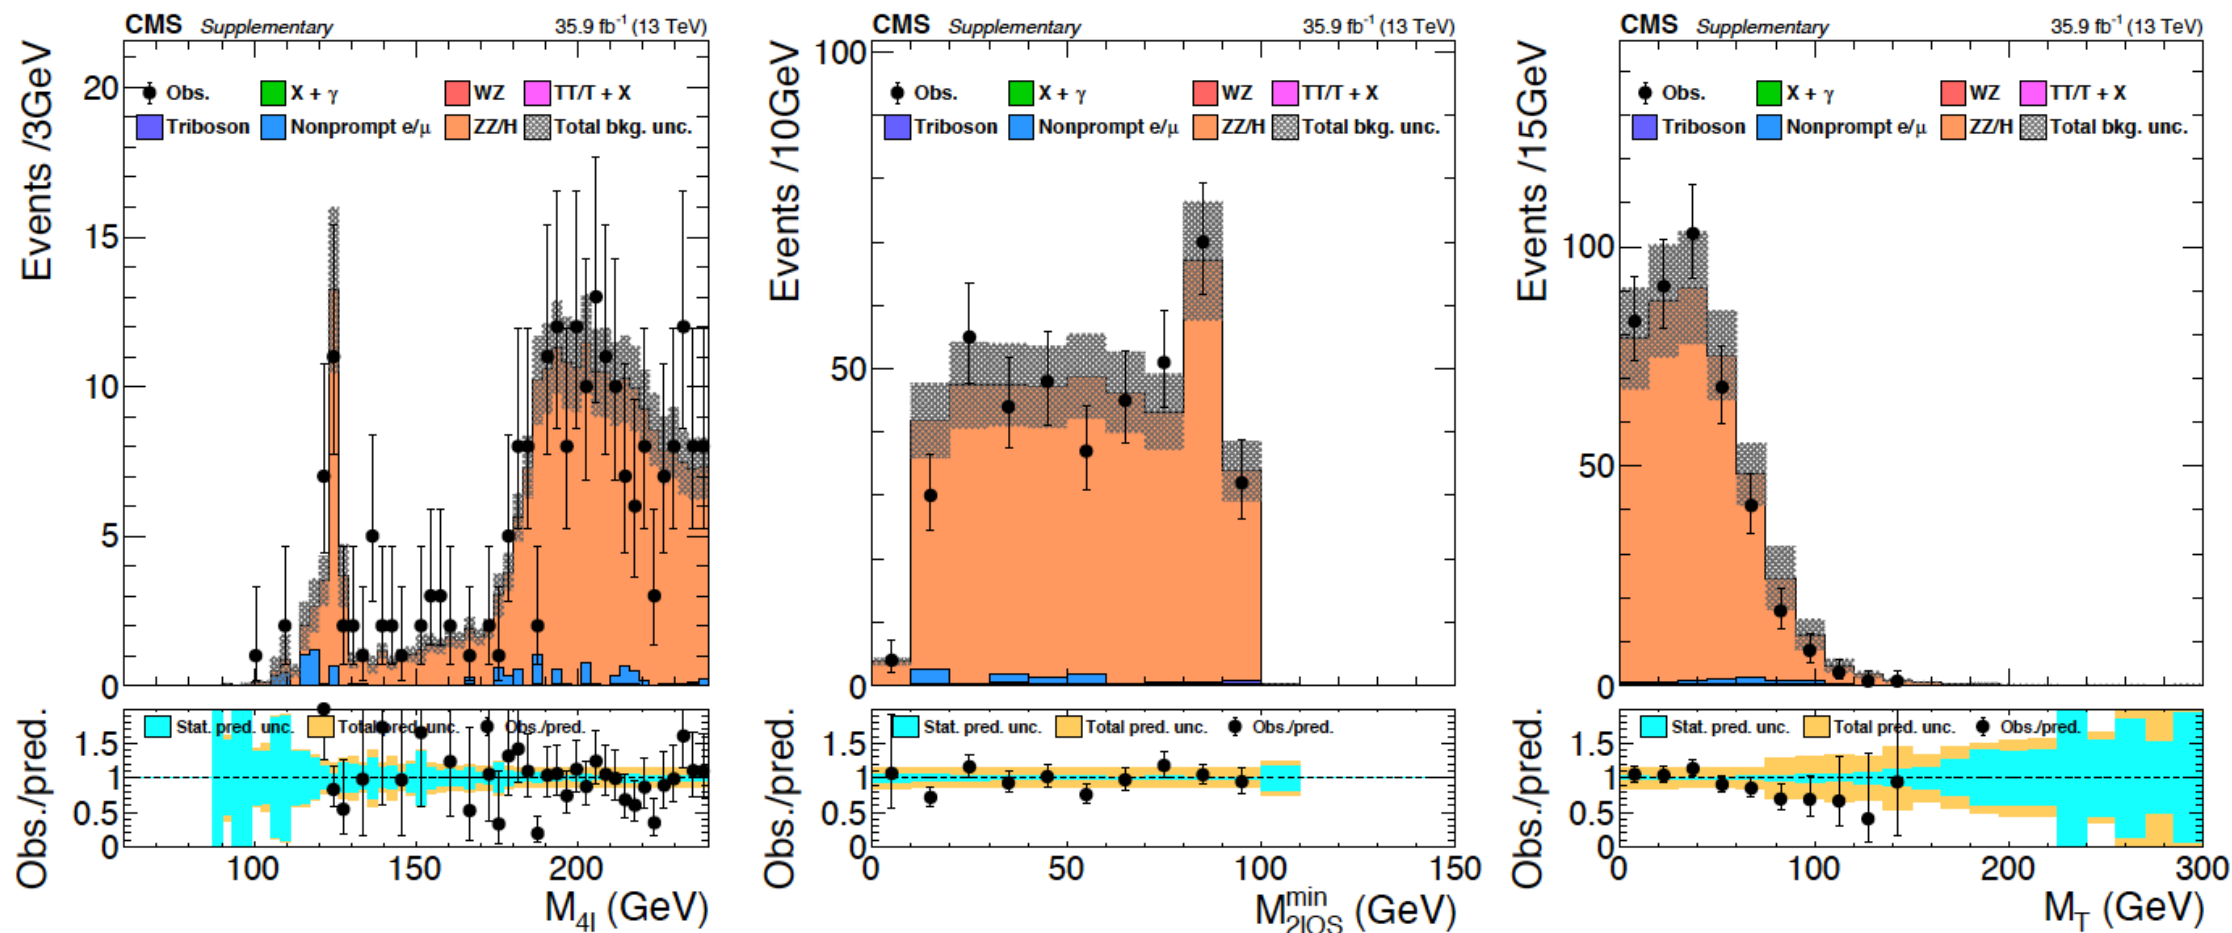 CMS Supplementary 35.9 fb⁻¹ (13 TeV)
Events /3GeV
20
15
10
5
0
Obs. X + γ WZ TT/T + X
Triboson Nonprompt e/μ ZZ/H Total bkg. unc.
Obs./pred.
1.5
1
0.5
0
Stat. pred. unc. Total pred. unc. Obs./pred.
100 150 200
M4l (GeV)
CMS Supplementary 35.9 fb⁻¹ (13 TeV)
Events /10GeV
100
50
0
Obs. X + γ WZ TT/T + X
Triboson Nonprompt e/μ ZZ/H Total bkg. unc.
Obs./pred.
1.5
1
0.5
0
Stat. pred. unc. Total pred. unc. Obs./pred.
0 50 100 150
M2lOS min (GeV)
CMS Supplementary 35.9 fb⁻¹ (13 TeV)
Events /15GeV
100
50
0
Obs. X + γ WZ TT/T + X
Triboson Nonprompt e/μ ZZ/H Total bkg. unc.
Obs./pred.
1.5
1
0.5
0
Stat. pred. unc. Total pred. unc. Obs./pred.
0 100 200 300
MT (GeV)